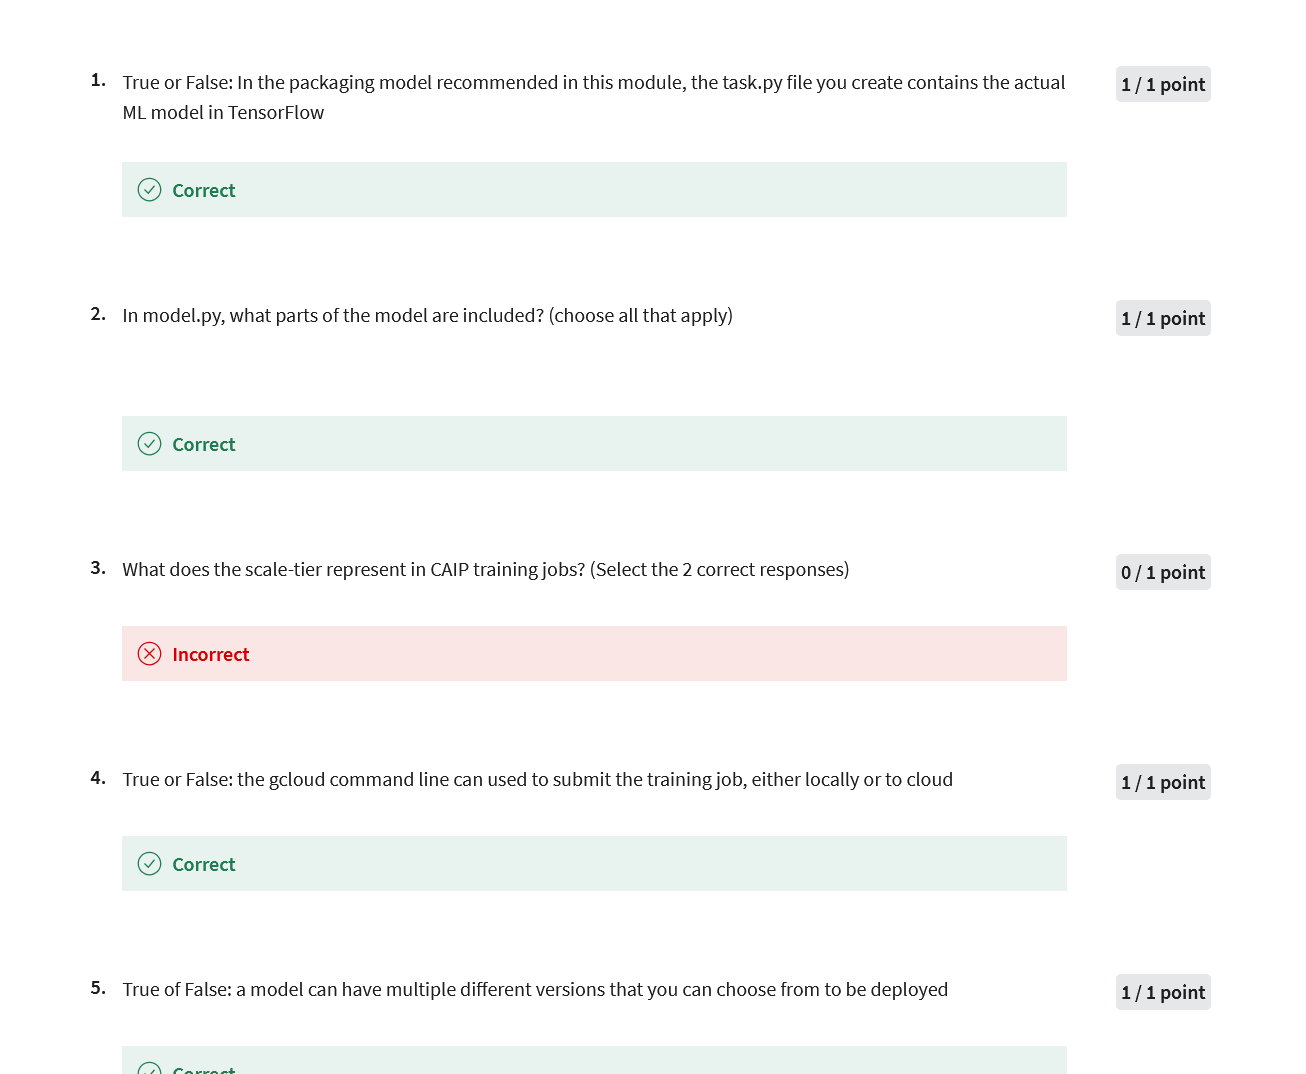 1. True or False: In the packaging model recommended in this module, the task.py file you create contains the actual
ML model in TensorFlow
1 / 1 point
Correct
2. In model.py, what parts of the model are included? (choose all that apply)
1 / 1 point
Correct
3. What does the scale-tier represent in CAIP training jobs? (Select the 2 correct responses)
0 / 1 point
Incorrect
4. True or False: the gcloud command line can used to submit the training job, either locally or to cloud
1 / 1 point
Correct
5. True of False: a model can have multiple different versions that you can choose from to be deployed
1 / 1 point
Correct